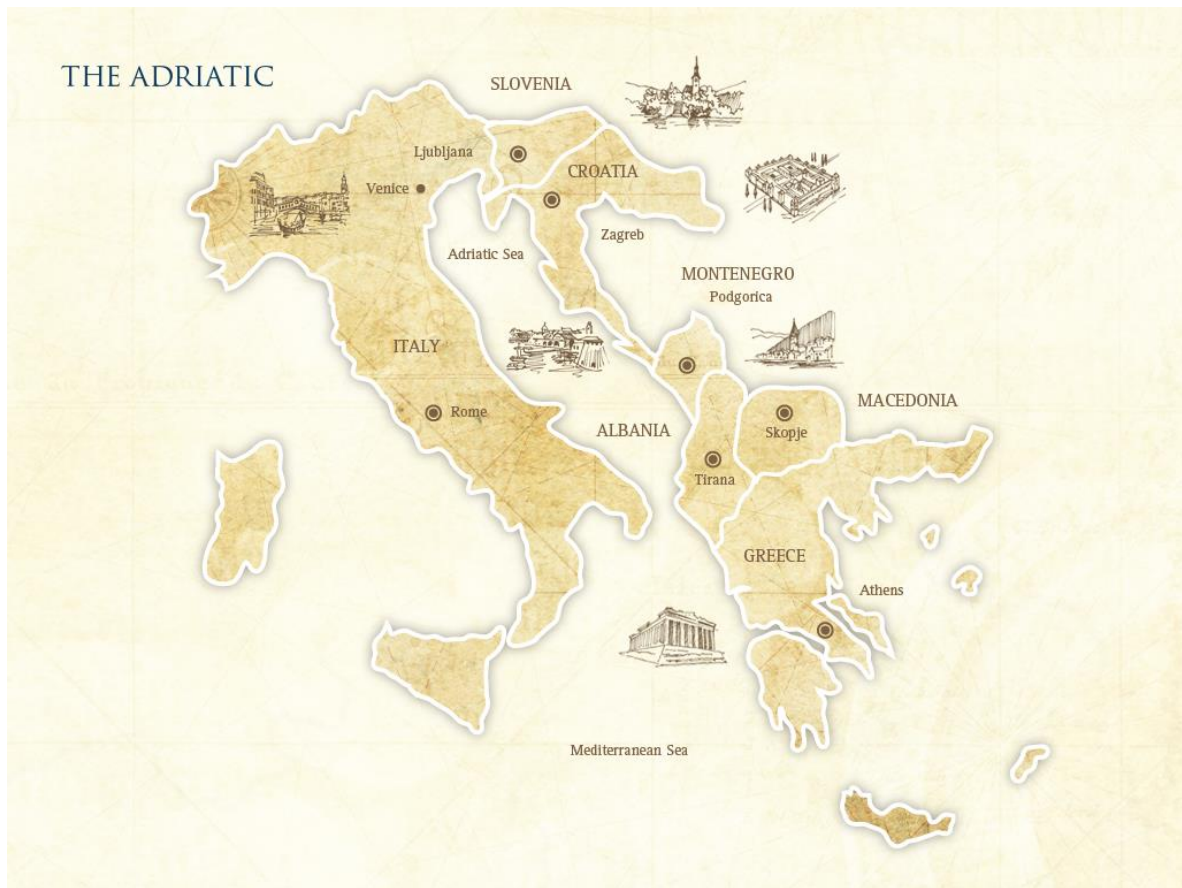 THE ADRIATIC
SLOVENIA
Ljubljana
CROATIA
Venice
Zagreb
Adriatic Sea
MONTENEGRO
Podgorica
ITALY
MACEDONIA
Rome
ALBANIA
Skopje
Tirana
GREECE
Athens
Mediterranean Sea